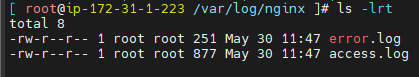 [ root@ip-172-31-1-223 /var/log/nginx ]# ls -lrt
total 8
-rw-r--r-- 1 root root 251 May 30 11:47 error.log
-rw-r--r-- 1 root root 877 May 30 11:47 access.log